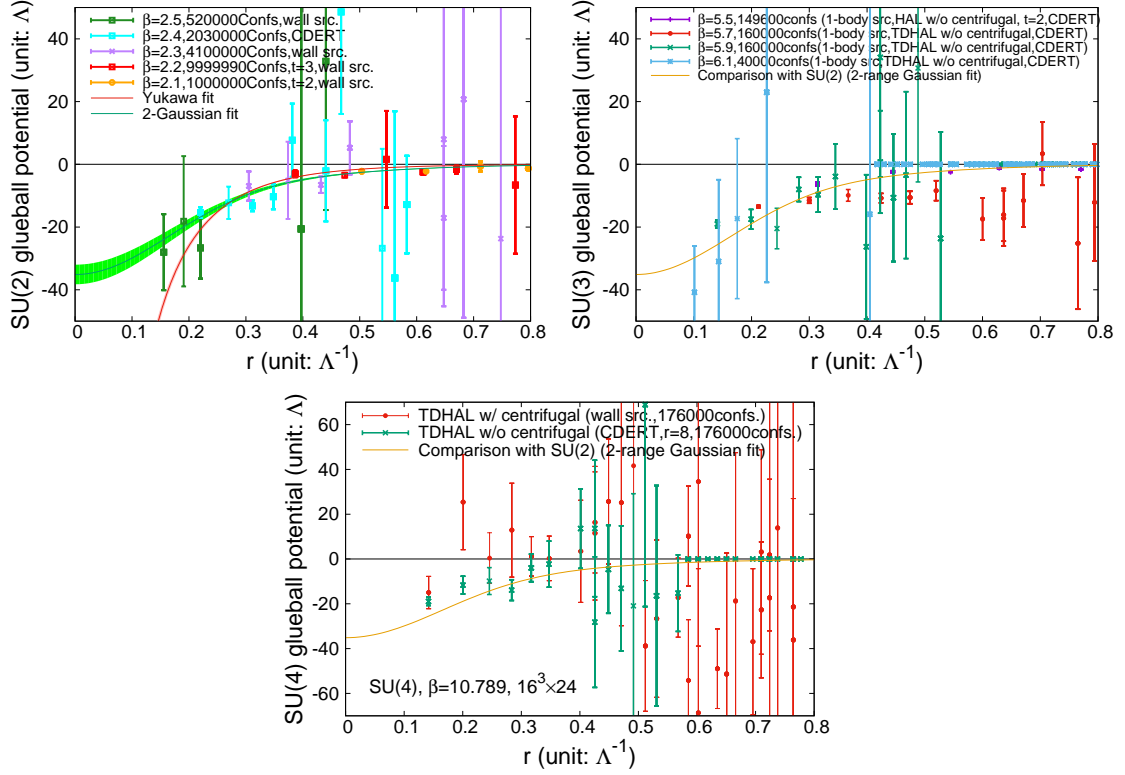 SU(2) glueball potential (unit: Λ)
40
20
0
-20
-40
β=2.5,520000Confs,wall src.
β=2.4,2030000Confs,CDERT
β=2.3,4100000Confs,wall src.
β=2.2,9999990Confs,t=3,wall src.
β=2.1,1000000Confs,t=2,wall src.
Yukawa fit
2-Gaussian fit
0 0.1 0.2 0.3 0.4 0.5 0.6 0.7 0.8
r (unit: Λ⁻¹)
SU(3) glueball potential (unit: Λ)
40
20
0
-20
-40
β=5.5,149600confs (1-body src,HAL w/o centrifugal, t=2,CDERT)
β=5.7,160000confs(1-body src,TDHAL w/o centrifugal,CDERT)
β=5.9,160000confs(1-body src,TDHAL w/o centrifugal,CDERT)
β=6.1,40000confs(1-body src,TDHAL w/o centrifugal,CDERT)
Comparison with SU(2) (2-range Gaussian fit)
0 0.1 0.2 0.3 0.4 0.5 0.6 0.7 0.8
r (unit: Λ⁻¹)
SU(4) glueball potential (unit: Λ)
60
40
20
0
-20
-40
-60
TDHAL w/ centrifugal (wall src.,176000confs.)
TDHAL w/o centrifugal (CDERT,r=8,176000confs.)
Comparison with SU(2) (2-range Gaussian fit)
SU(4), β=10.789, 16³×24
0 0.1 0.2 0.3 0.4 0.5 0.6 0.7 0.8
r (unit: Λ⁻¹)